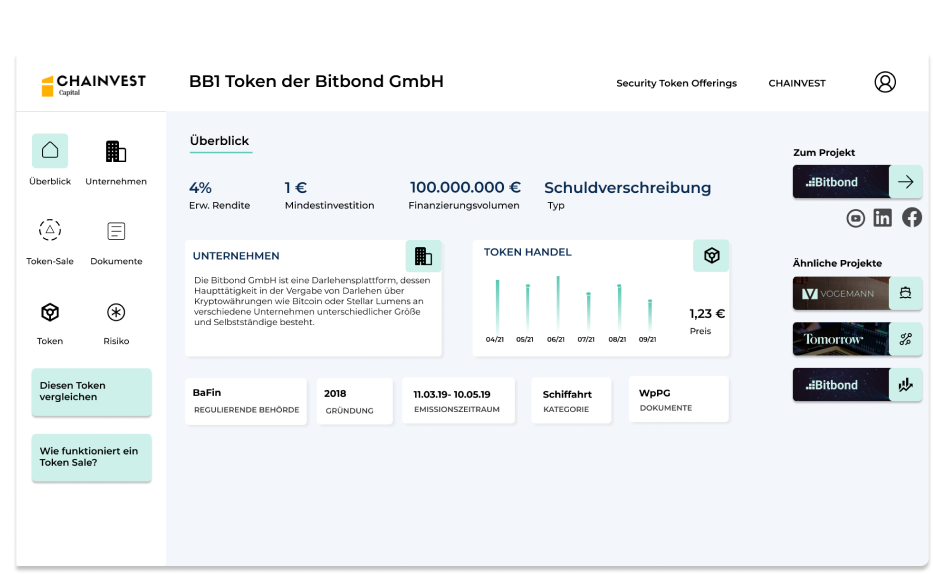 CHAINVEST
Capital
BB1 Token der Bitbond GmbH
Security Token Offerings
CHAINVEST
Überblick
Unternehmen
Token-Sale
Dokumente
Token
Risiko
Diesen Token
vergleichen
Wie funktioniert ein
Token Sale?
Überblick
4%
Erw. Rendite
1 €
Mindestinvestition
100.000.000 €
Finanzierungsvolumen
Schuldverschreibung
Typ
UNTERNEHMEN
Die Bitbond GmbH ist eine Darlehensplattform, dessen
Haupttätigkeit in der Vergabe von Darlehen über
Kryptowährungen wie Bitcoin oder Stellar Lumens an
verschiedene Unternehmen unterschiedlicher Größe
und Selbstständige besteht.
TOKEN HANDEL
04/21 05/21 06/21 07/21 08/21 09/21
1,23 €
Preis
BaFin
REGULIERENDE BEHÖRDE
2018
GRÜNDUNG
11.03.19- 10.05.19
EMISSIONSZEITRAUM
Schiffahrt
KATEGORIE
WpPG
DOKUMENTE
Zum Projekt
Bitbond
Ähnliche Projekte
VOGEMANN
Tomorrow
Bitbond